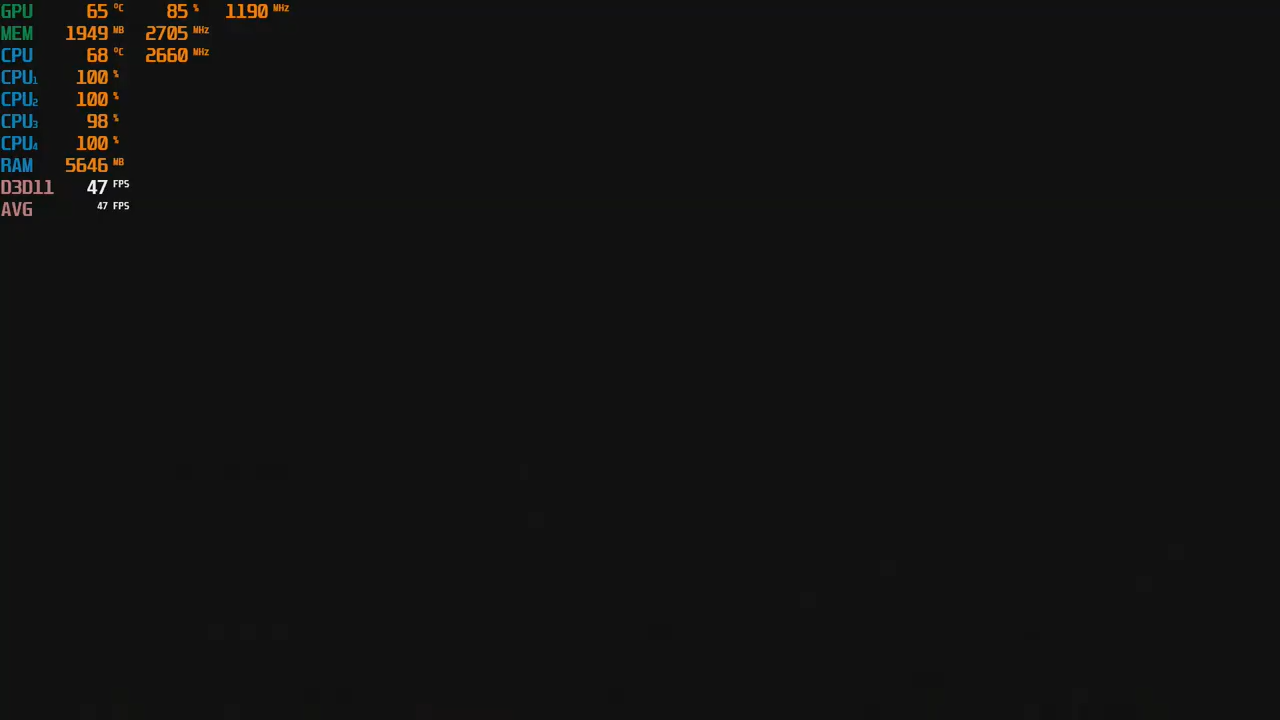 GPU 65 °C 85 % 1190 MHz
MEM 1949 MB 2705 MHz
CPU 68 °C 2660 MHz
CPU1 100 %
CPU2 100 %
CPU3 98 %
CPU4 100 %
RAM 5646 MB
D3D11 47 FPS
AVG 47 FPS